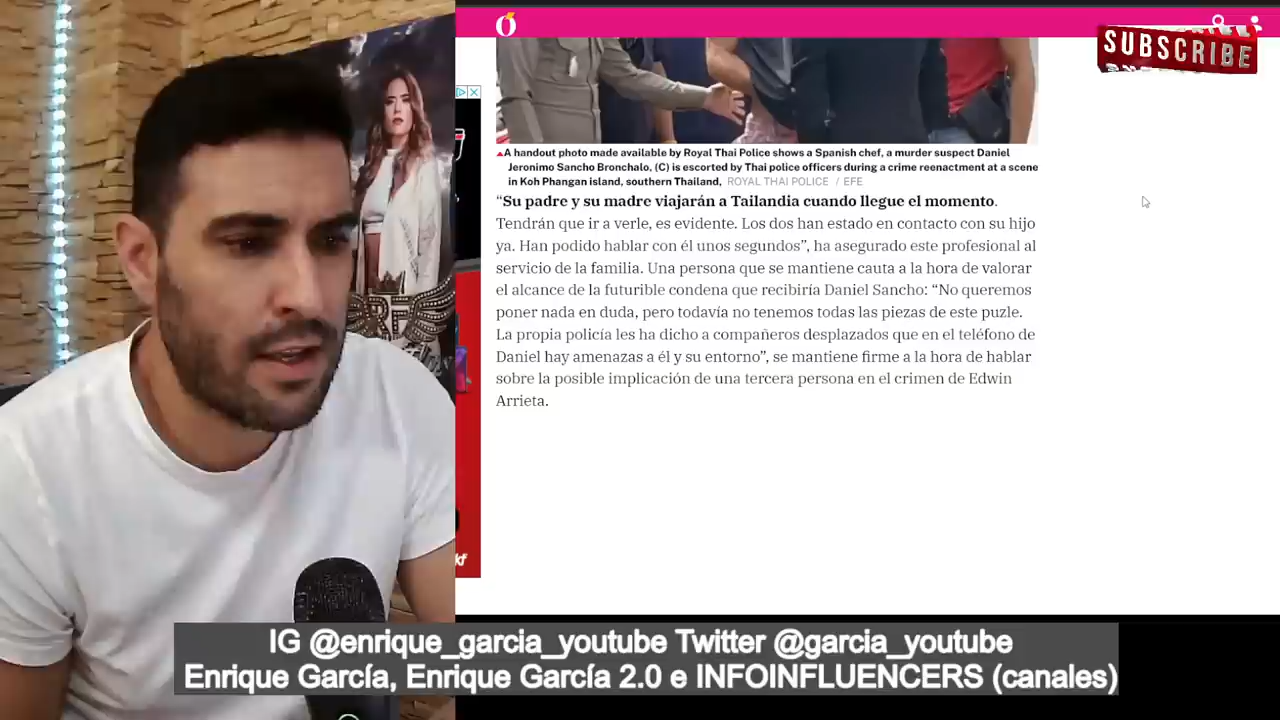 Ó
SUBSCRIBE
A handout photo made available by Royal Thai Police shows a Spanish chef, a murder suspect Daniel
Jeronimo Sancho Bronchalo, (C) is escorted by Thai police officers during a crime reenactment at a scene
in Koh Phangan island, southern Thailand, ROYAL THAI POLICE / EFE
“Su padre y su madre viajarán a Tailandia cuando llegue el momento.
Tendrán que ir a verle, es evidente. Los dos han estado en contacto con su hijo
ya. Han podido hablar con él unos segundos”, ha asegurado este profesional al
servicio de la familia. Una persona que se mantiene cauta a la hora de valorar
el alcance de la futurible condena que recibiría Daniel Sancho: “No queremos
poner nada en duda, pero todavía no tenemos todas las piezas de este puzle.
La propia policía les ha dicho a compañeros desplazados que en el teléfono de
Daniel hay amenazas a él y su entorno”, se mantiene firme a la hora de hablar
sobre la posible implicación de una tercera persona en el crimen de Edwin
Arrieta.
RF
kf
IG @enrique_garcia_youtube Twitter @garcia_youtube
Enrique García, Enrique García 2.0 e INFOINFLUENCERS (canales)